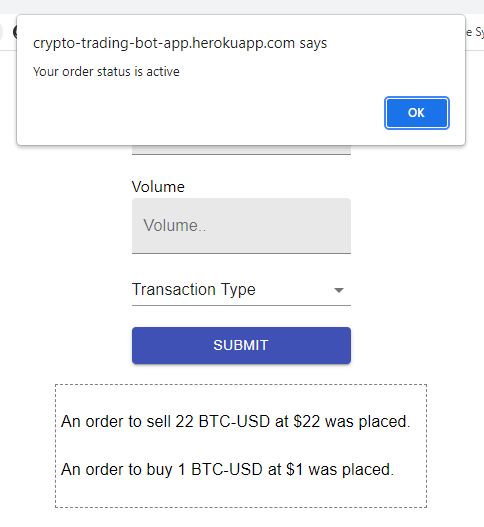 e Sy
crypto-trading-bot-app.herokuapp.com says
Your order status is active
OK
Volume
Volume..
Transaction Type
SUBMIT
An order to sell 22 BTC-USD at $22 was placed.
An order to buy 1 BTC-USD at $1 was placed.